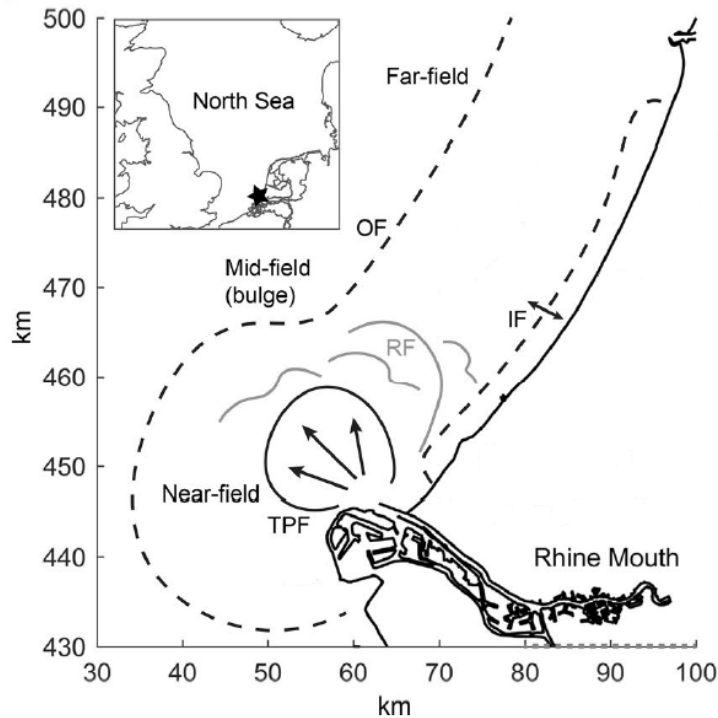 500
490
480
470
460
450
440
430
km
North Sea
Far-field
OF
Mid-field
(bulge)
IF
RF
Near-field
TPF
Rhine Mouth
30
40
50
60
70
80
90
100
km